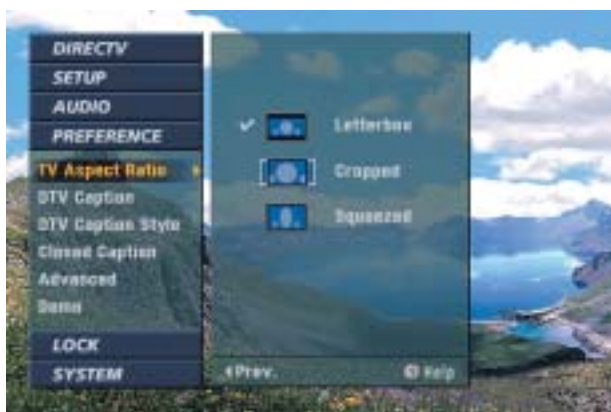 DIRECTV
SETUP
AUDIO
PREFERENCE
TV Aspect Ratio
DTV Caption
DTV Caption Style
Closed Caption
Advanced
Demo
LOCK
SYSTEM
Letterbox
Cropped
Squeezed
Prev.
Help